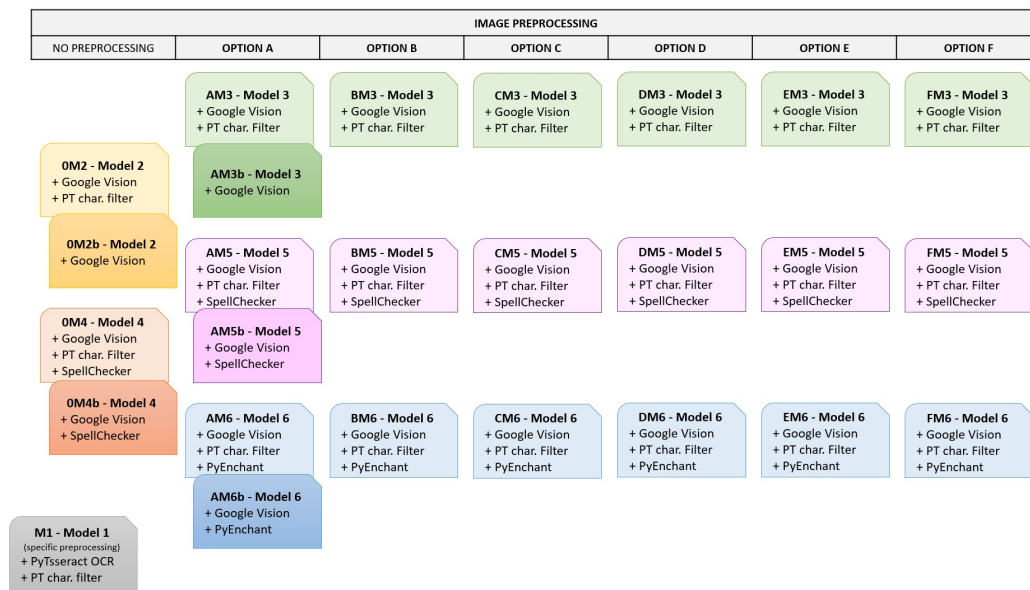 IMAGE PREPROCESSING
NO PREPROCESSING OPTION A OPTION B OPTION C OPTION D OPTION E OPTION F
AM3 - Model 3
+ Google Vision
+ PT char. Filter
BM3 - Model 3
+ Google Vision
+ PT char. Filter
CM3 - Model 3
+ Google Vision
+ PT char. Filter
DM3 - Model 3
+ Google Vision
+ PT char. Filter
EM3 - Model 3
+ Google Vision
+ PT char. Filter
FM3 - Model 3
+ Google Vision
+ PT char. Filter
0M2 - Model 2
+ Google Vision
+ PT char. filter
AM3b - Model 3
+ Google Vision
0M2b - Model 2
+ Google Vision
AM5 - Model 5
+ Google Vision
+ PT char. Filter
+ SpellChecker
BM5 - Model 5
+ Google Vision
+ PT char. Filter
+ SpellChecker
CM5 - Model 5
+ Google Vision
+ PT char. Filter
+ SpellChecker
DM5 - Model 5
+ Google Vision
+ PT char. Filter
+ SpellChecker
EM5 - Model 5
+ Google Vision
+ PT char. Filter
+ SpellChecker
FM5 - Model 5
+ Google Vision
+ PT char. Filter
+ SpellChecker
0M4 - Model 4
+ Google Vision
+ PT char. Filter
+ SpellChecker
AM5b - Model 5
+ Google Vision
+ SpellChecker
0M4b - Model 4
+ Google Vision
+ SpellChecker
AM6 - Model 6
+ Google Vision
+ PT char. Filter
+ PyEnchant
BM6 - Model 6
+ Google Vision
+ PT char. Filter
+ PyEnchant
CM6 - Model 6
+ Google Vision
+ PT char. Filter
+ PyEnchant
DM6 - Model 6
+ Google Vision
+ PT char. Filter
+ PyEnchant
EM6 - Model 6
+ Google Vision
+ PT char. Filter
+ PyEnchant
FM6 - Model 6
+ Google Vision
+ PT char. Filter
+ PyEnchant
AM6b - Model 6
+ Google Vision
+ PyEnchant
M1 - Model 1
(specific preprocessing)
+ PyTsseract OCR
+ PT char. filter